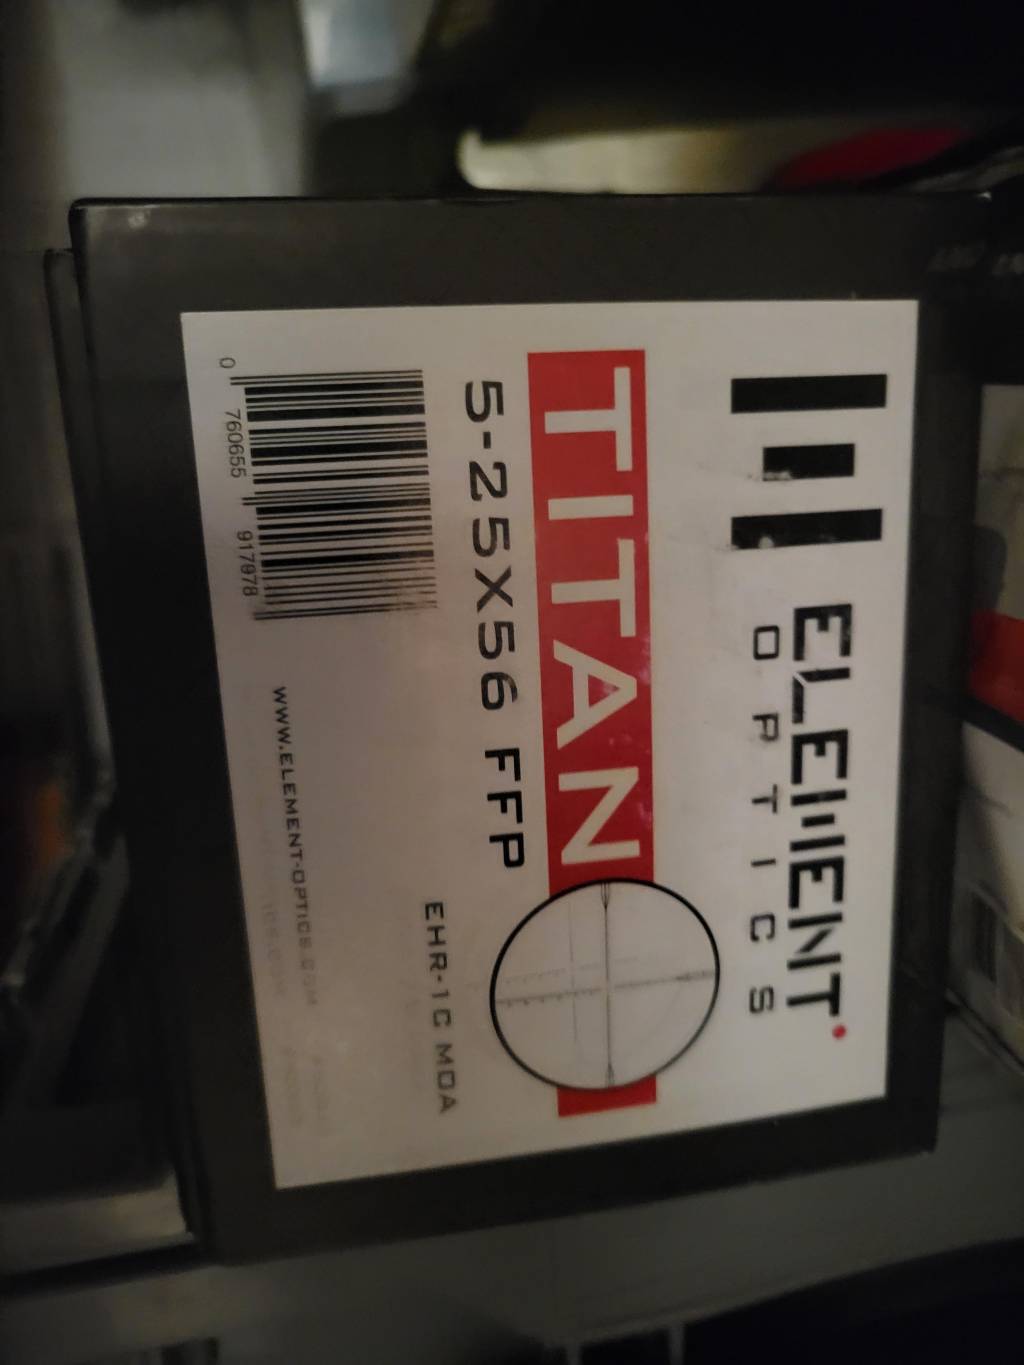 ELEMENT
OPTICS
TITAN
5-25X56 FFP
EHR-1C MOA
0 760655 917978
WWW.ELEMENT-OPTICS.COM